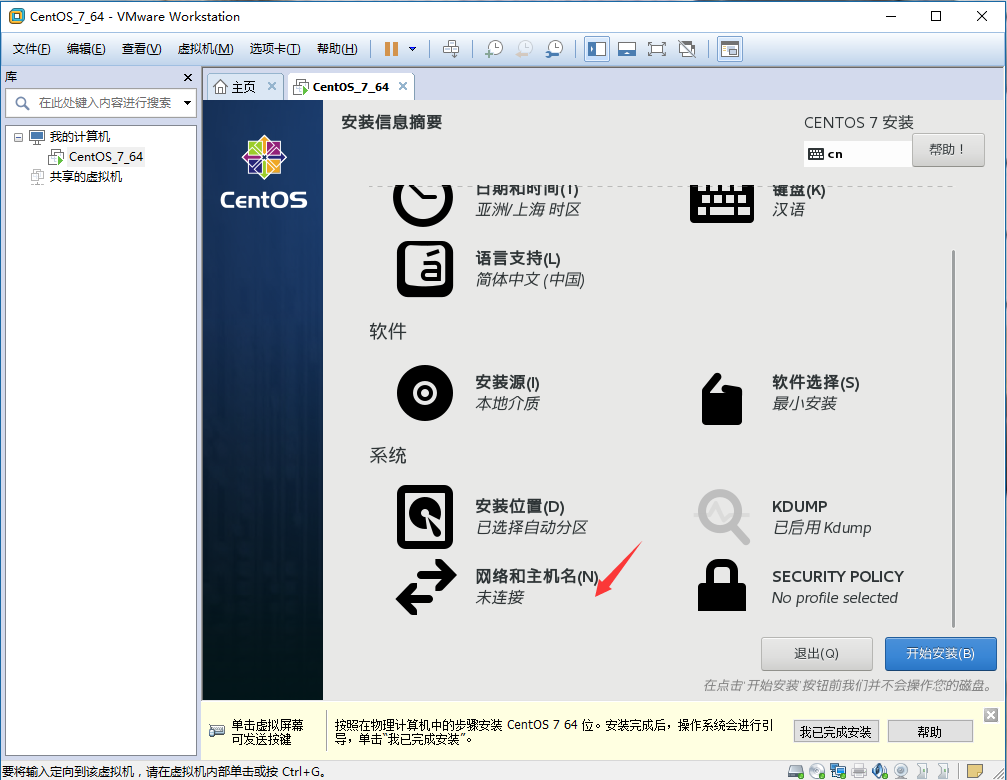 CentOS_7_64 - VMware Workstation
文件(F) 编辑(E) 查看(V) 虚拟机(M) 选项卡(T) 帮助(H)
库
在此处键入内容进行搜索
我的计算机
CentOS_7_64
共享的虚拟机
主页 CentOS_7_64
CentOS
安装信息摘要
CENTOS 7 安装
cn
帮助！
日期和时间(T)
亚洲/上海 时区
键盘(K)
汉语
语言支持(L)
简体中文 (中国)
软件
安装源(I)
本地介质
软件选择(S)
最小安装
系统
安装位置(D)
已选择自动分区
KDUMP
已启用 Kdump
网络和主机名(N)
未连接
SECURITY POLICY
No profile selected
退出(Q)
开始安装(B)
在点击'开始安装'按钮前我们并不会操作您的磁盘。
单击虚拟屏幕
可发送按键
按照在物理计算机中的步骤安装 CentOS 7 64 位。安装完成后，操作系统会进行引
导，单击"我已完成安装"。
我已完成安装
帮助
要将输入定向到该虚拟机，请在虚拟机内部单击或按 Ctrl+G。